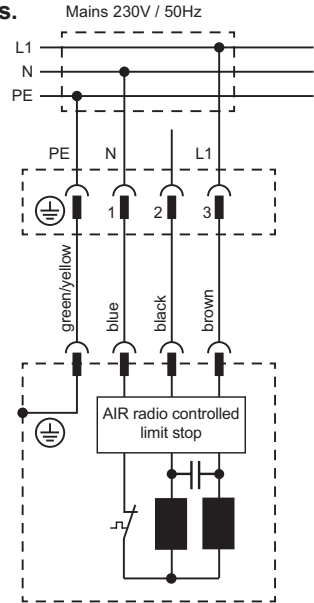 s.
Mains 230V / 50Hz
L1
N
PE
PE N L1
1 2 3
green/yellow
blue
black
brown
AIR radio controlled
limit stop